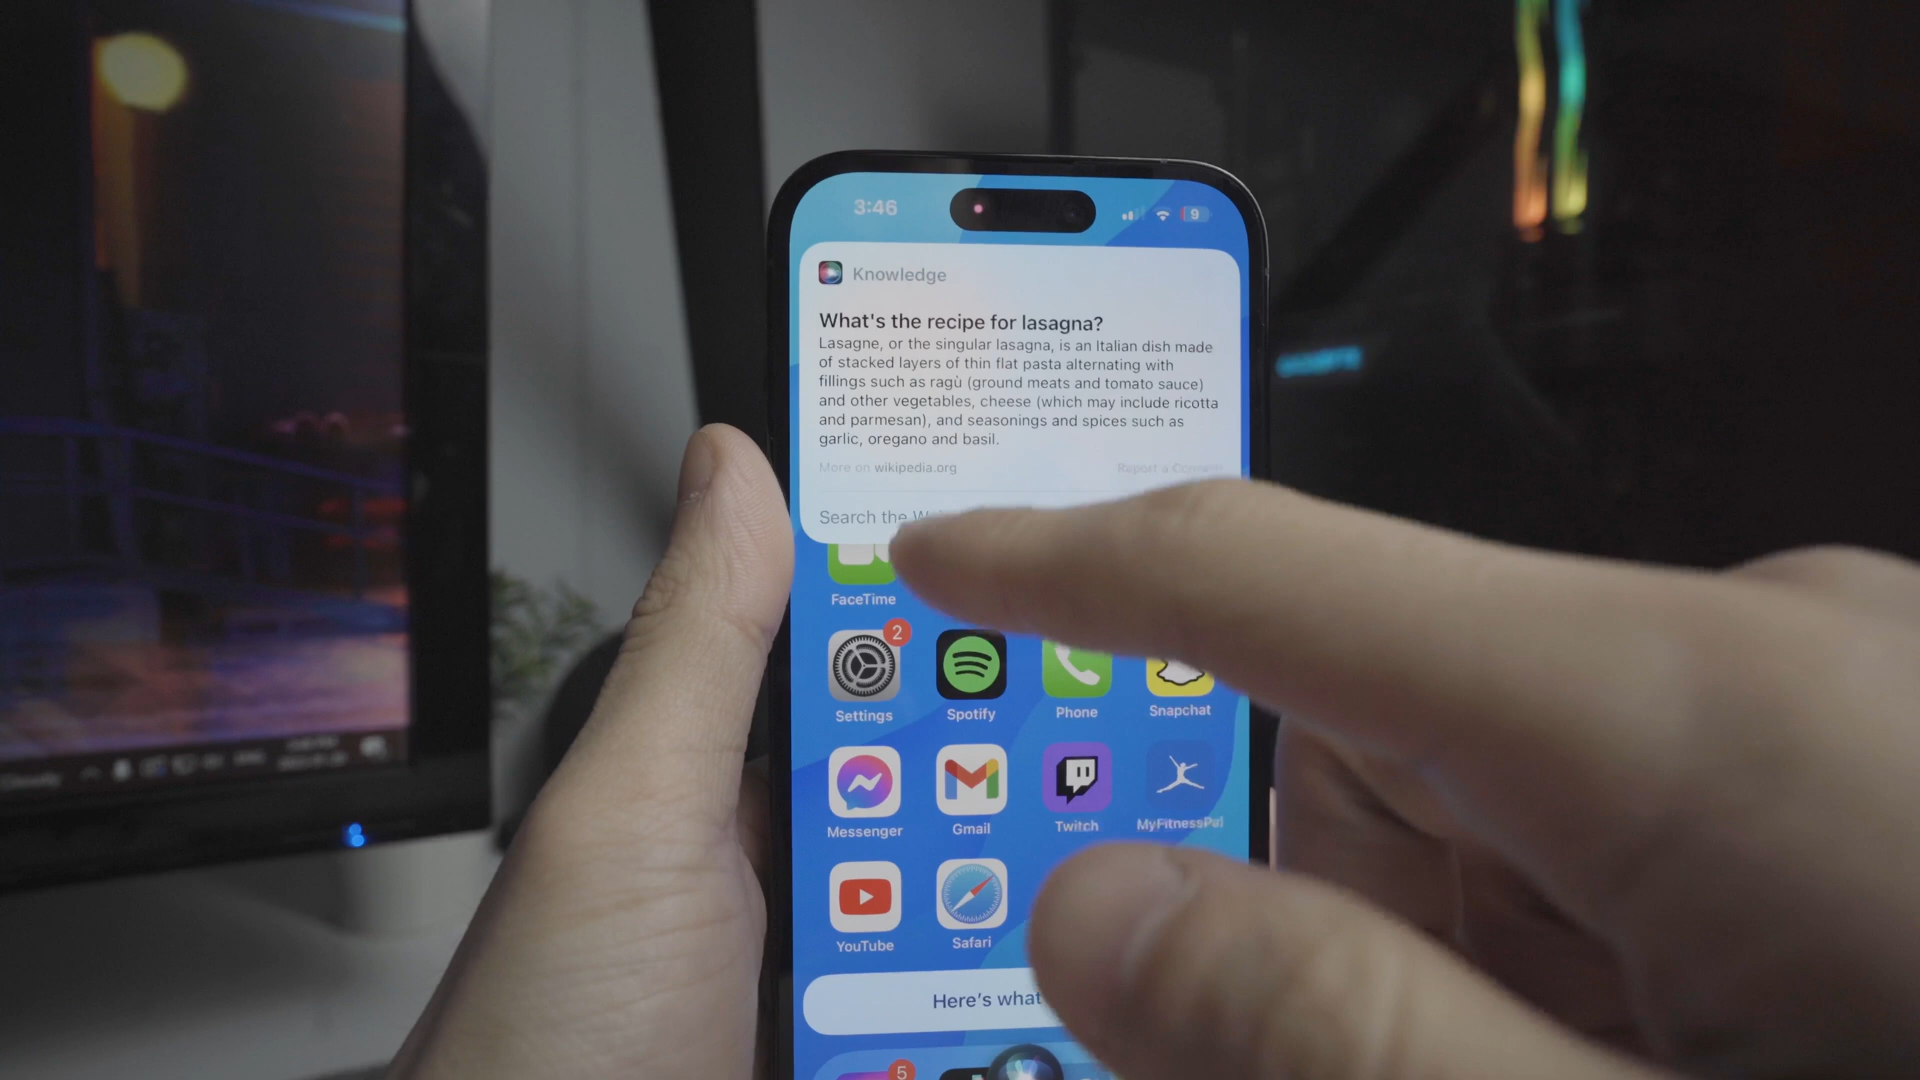 3:46
9
Knowledge
What's the recipe for lasagna?
Lasagne, or the singular lasagna, is an Italian dish made
of stacked layers of thin flat pasta alternating with
fillings such as ragù (ground meats and tomato sauce)
and other vegetables, cheese (which may include ricotta
and parmesan), and seasonings and spices such as
garlic, oregano and basil.
More on wikipedia.org
Report a
Search the
FaceTime
2
Settings Spotify Phone Snapchat
Messenger Gmail Twitch MyFitnessPal
YouTube Safari
Here's what
5